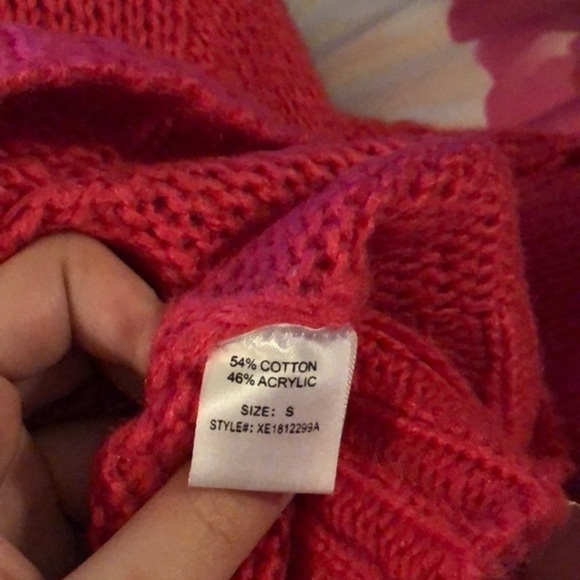 54% COTTON
46% ACRYLIC
SIZE: S
STYLE#: XE1812299A